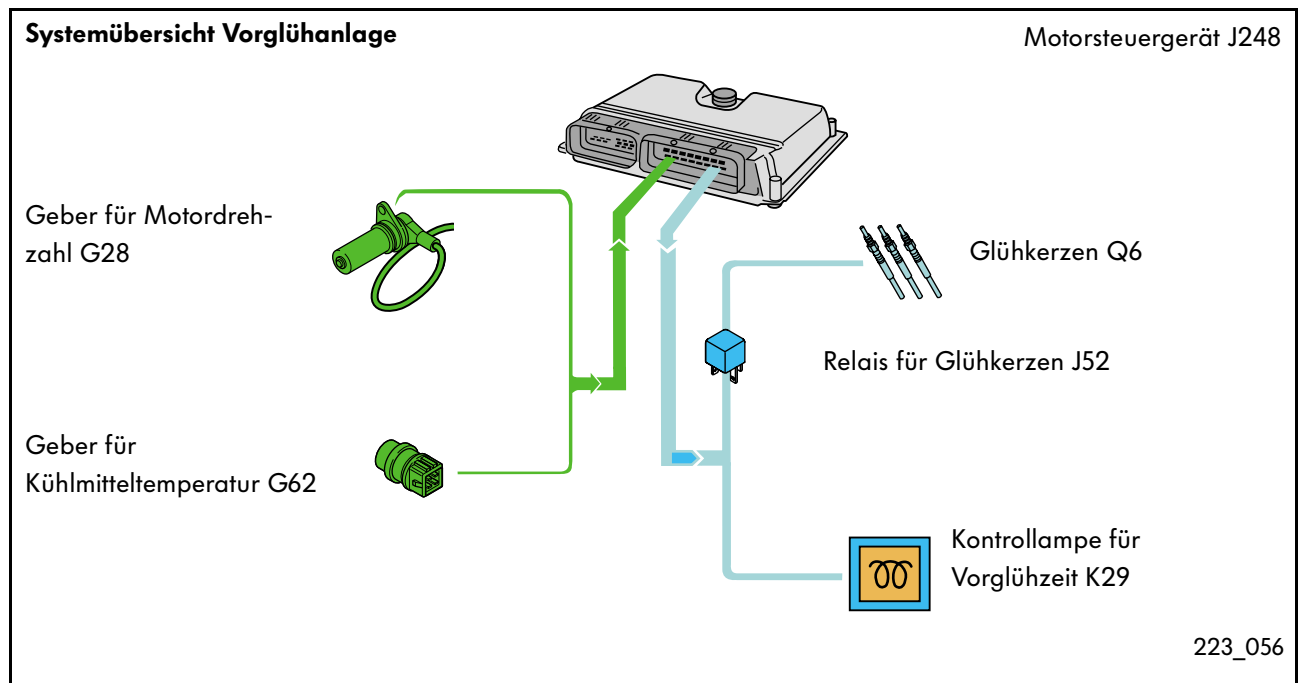 Systemübersicht Vorglühanlage
Motorsteuergerät J248
Geber für Motordreh-
zahl G28
Glühkerzen Q6
Relais für Glühkerzen J52
Geber für
Kühlmitteltemperatur G62
Kontrollampe für
Vorglühzeit K29
223_056